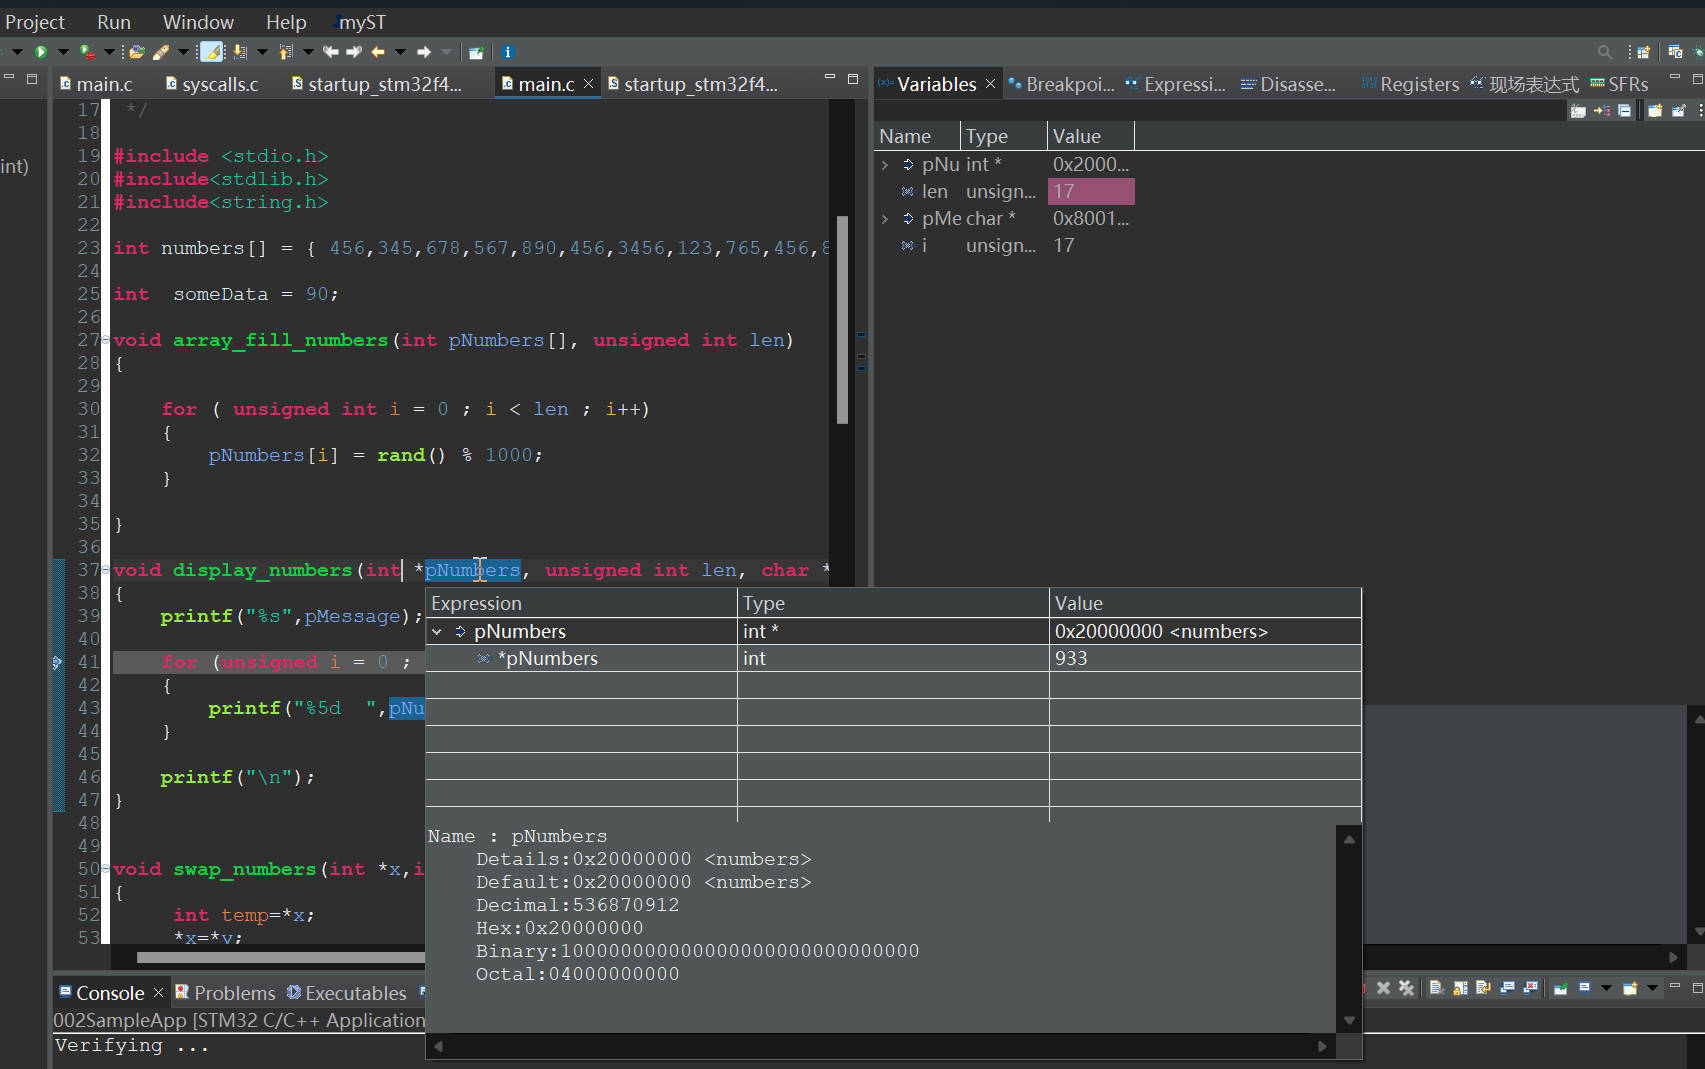 Project Run Window Help myST
main.c syscalls.c startup_stm32f4... main.c startup_stm32f4...
Variables Breakpoi... Expressi... Disasse... Registers 现场表达式 SFRs
int)
17 */
18
19 #include <stdio.h>
20 #include<stdlib.h>
21 #include<string.h>
22
23 int numbers[] = { 456,345,678,567,890,456,3456,123,765,456,8
24
25 int someData = 90;
26
27 void array_fill_numbers(int pNumbers[], unsigned int len)
28 {
29
30 for ( unsigned int i = 0 ; i < len ; i++)
31 {
32 pNumbers[i] = rand() % 1000;
33 }
34
35 }
36
37 void display_numbers(int *pNumbers, unsigned int len, char *
38 {
39 printf("%s",pMessage);
40
41 for (unsigned i = 0 ;
42 {
43 printf("%5d  ",pNu
44 }
45
46 printf("\n");
47 }
48
49
50 void swap_numbers(int *x,i
51 {
52 int temp=*x;
53 *x=*y;
Name Type Value
pNu int * 0x2000...
len unsign... 17
pMe char * 0x8001...
i unsign... 17
Expression Type Value
pNumbers int * 0x20000000 <numbers>
*pNumbers int 933
Name : pNumbers
Details:0x20000000 <numbers>
Default:0x20000000 <numbers>
Decimal:536870912
Hex:0x20000000
Binary:100000000000000000000000000000
Octal:04000000000
Console Problems Executables
002SampleApp [STM32 C/C++ Application
Verifying ...